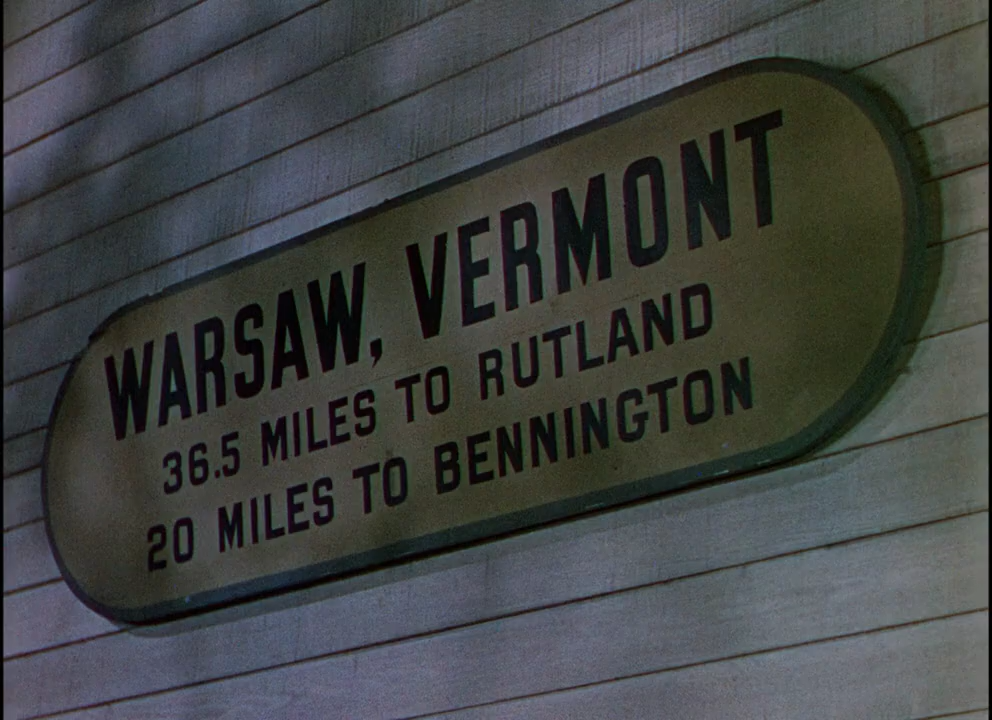 WARSAW, VERMONT
36.5 MILES TO RUTLAND
20 MILES TO BENNINGTON